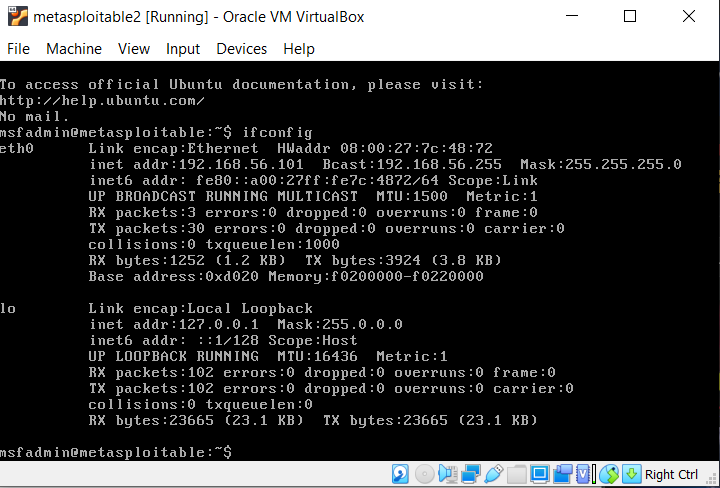 metasploitable2 [Running] - Oracle VM VirtualBox
File Machine View Input Devices Help
To access official Ubuntu documentation, please visit:
http://help.ubuntu.com/
No mail.
msfadmin@metasploitable:~$ ifconfig
eth0 Link encap:Ethernet HWaddr 08:00:27:7c:48:72
inet addr:192.168.56.101 Bcast:192.168.56.255 Mask:255.255.255.0
inet6 addr: fe80::a00:27ff:fe7c:4872/64 Scope:Link
UP BROADCAST RUNNING MULTICAST MTU:1500 Metric:1
RX packets:3 errors:0 dropped:0 overruns:0 frame:0
TX packets:30 errors:0 dropped:0 overruns:0 carrier:0
collisions:0 txqueuelen:1000
RX bytes:1252 (1.2 KB) TX bytes:3924 (3.8 KB)
Base address:0xd020 Memory:f0200000-f0220000
lo Link encap:Local Loopback
inet addr:127.0.0.1 Mask:255.0.0.0
inet6 addr: ::1/128 Scope:Host
UP LOOPBACK RUNNING MTU:16436 Metric:1
RX packets:102 errors:0 dropped:0 overruns:0 frame:0
TX packets:102 errors:0 dropped:0 overruns:0 carrier:0
collisions:0 txqueuelen:0
RX bytes:23665 (23.1 KB) TX bytes:23665 (23.1 KB)
msfadmin@metasploitable:~$
Right Ctrl